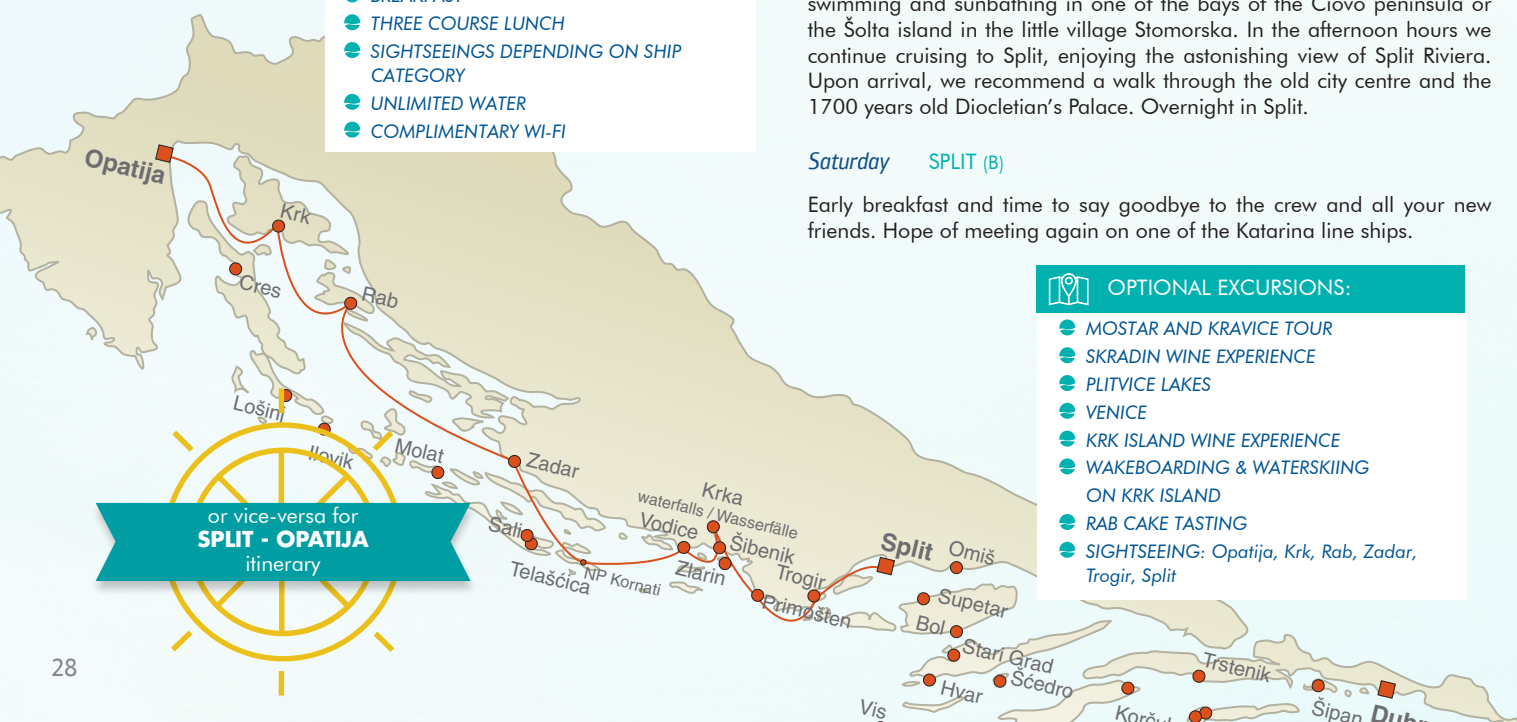 BREAKFAST
THREE COURSE LUNCH
SIGHTSEEINGS DEPENDING ON SHIP
CATEGORY
UNLIMITED WATER
COMPLIMENTARY WI-FI
swimming and sunbathing in one of the bays of the Čiovo peninsula or
the Šolta island in the little village Stomorska. In the afternoon hours we
continue cruising to Split, enjoying the astonishing view of Split Riviera.
Upon arrival, we recommend a walk through the old city centre and the
1700 years old Diocletian’s Palace. Overnight in Split.
Saturday SPLIT (B)
Early breakfast and time to say goodbye to the crew and all your new
friends. Hope of meeting again on one of the Katarina line ships.
OPTIONAL EXCURSIONS:
MOSTAR AND KRAVICE TOUR
SKRADIN WINE EXPERIENCE
PLITVICE LAKES
VENICE
KRK ISLAND WINE EXPERIENCE
WAKEBOARDING & WATERSKIING
ON KRK ISLAND
RAB CAKE TASTING
SIGHTSEEING: Opatija, Krk, Rab, Zadar,
Trogir, Split
Opatija
Krk
Cres
Rab
Lošinj
Ilovik
Molat
Zadar
Sali
Telašćica
NP Kornati
Krka
waterfalls / Wasserfälle
Vodice
Šibenik
Zlarin
Trogir
Primošten
Split
Omiš
Supetar
Bol
Stari Grad
Hvar
Šćedro
Vis
Trstenik
Šipan
or vice-versa for
SPLIT - OPATIJA
itinerary
28